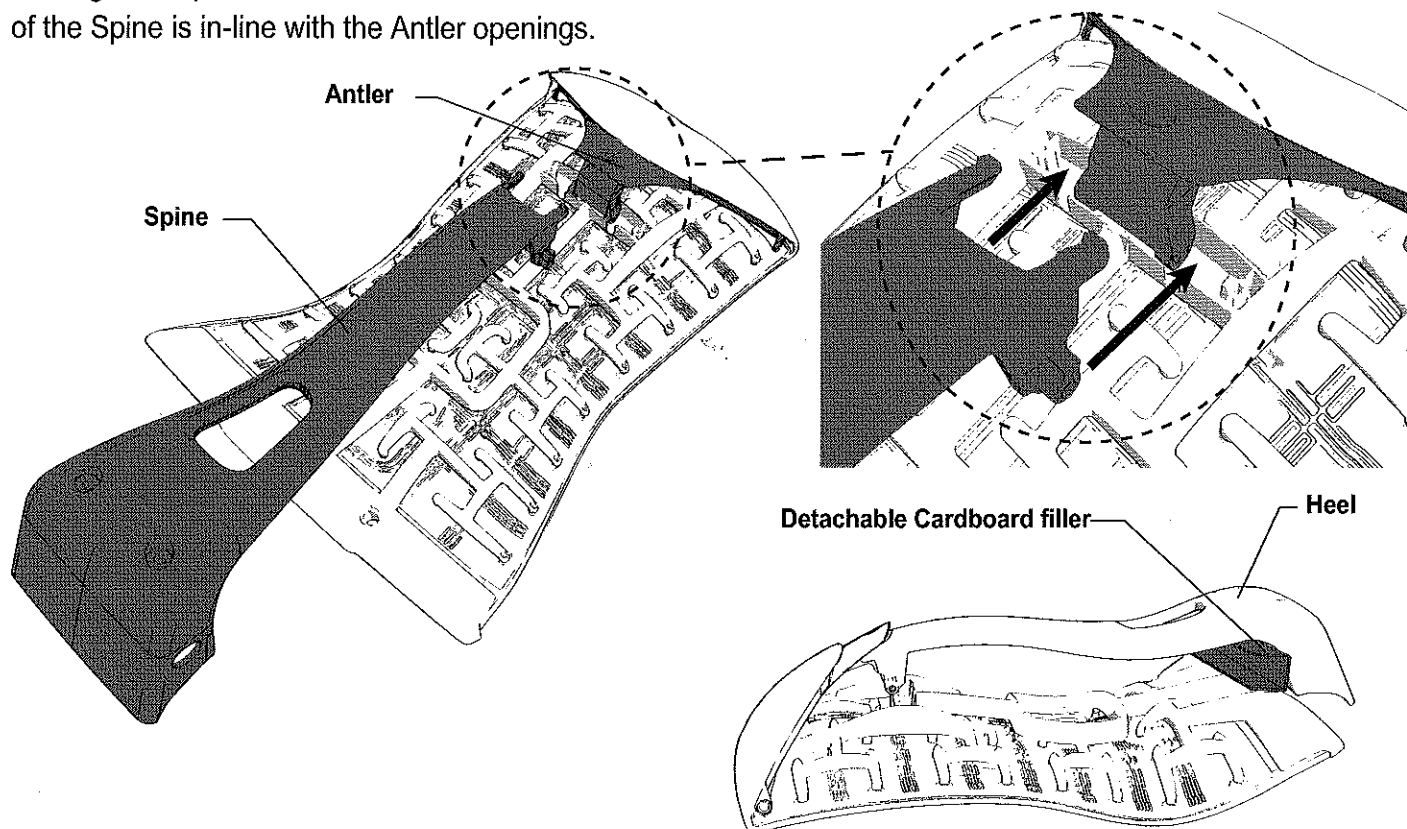 of the Spine is in-line with the Antler openings.
Antler
Spine
Detachable Cardboard filler
Heel